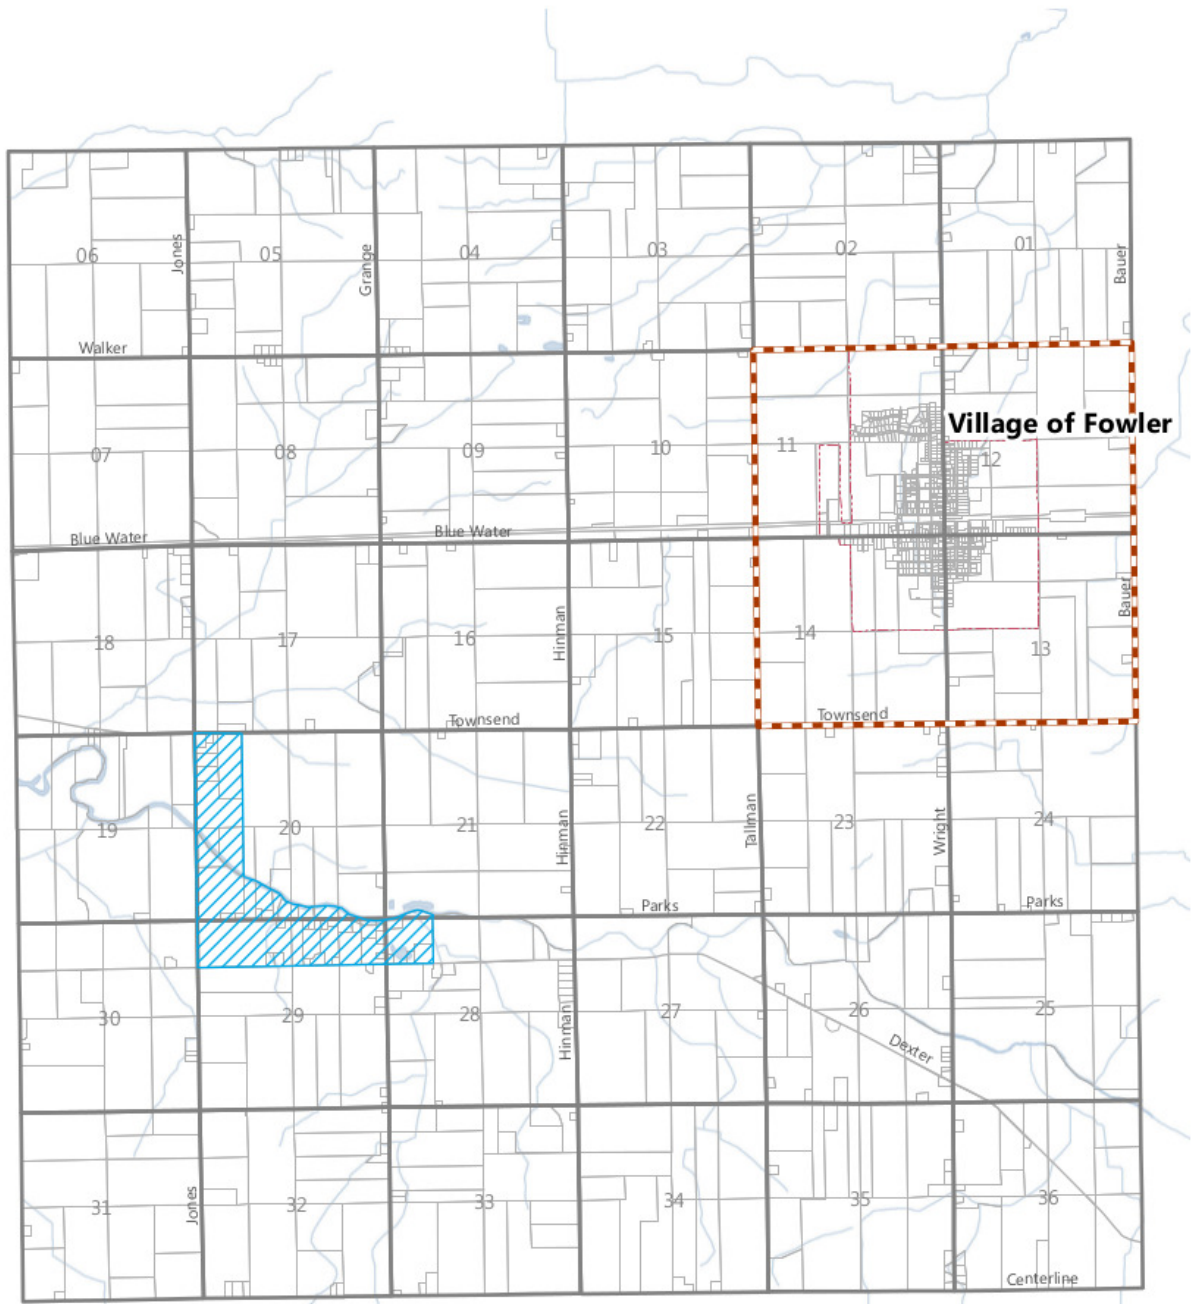 06
Jones
05
Grange
04
03
02
01
Bauer
Walker
07
08
09
10
11
Village of Fowler
12
Blue Water
Blue Water
18
17
16
Hinman
15
14
13
Bauer
Townsend
Townsend
19
20
21
Hinman
22
Tallman
23
Wright
24
Parks
Parks
30
29
28
Hinman
27
26
25
Dexter
31
Jones
32
33
34
35
36
Centerline